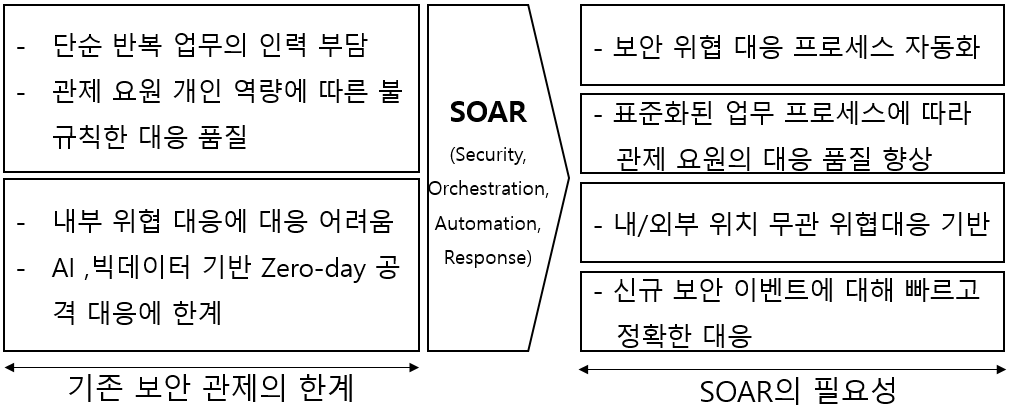 - 단순 반복 업무의 인력 부담
- 관제 요원 개인 역량에 따른 불
규칙한 대응 품질
- 내부 위협 대응에 대응 어려움
- AI ,빅데이터 기반 Zero-day 공
격 대응에 한계
기존 보안 관제의 한계
SOAR
(Security,
Orchestration,
Automation,
Response)
- 보안 위협 대응 프로세스 자동화
- 표준화된 업무 프로세스에 따라
관제 요원의 대응 품질 향상
- 내/외부 위치 무관 위협대응 기반
- 신규 보안 이벤트에 대해 빠르고
정확한 대응
SOAR의 필요성